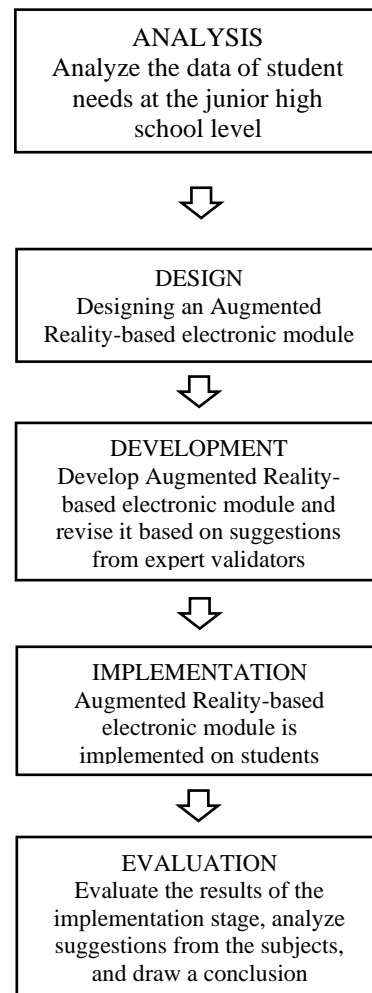 ANALYSIS
Analyze the data of student
needs at the junior high
school level
DESIGN
Designing an Augmented
Reality-based electronic module
DEVELOPMENT
Develop Augmented Reality-
based electronic module and
revise it based on suggestions
from expert validators
IMPLEMENTATION
Augmented Reality-based
electronic module is
implemented on students
EVALUATION
Evaluate the results of the
implementation stage, analyze
suggestions from the subjects,
and draw a conclusion